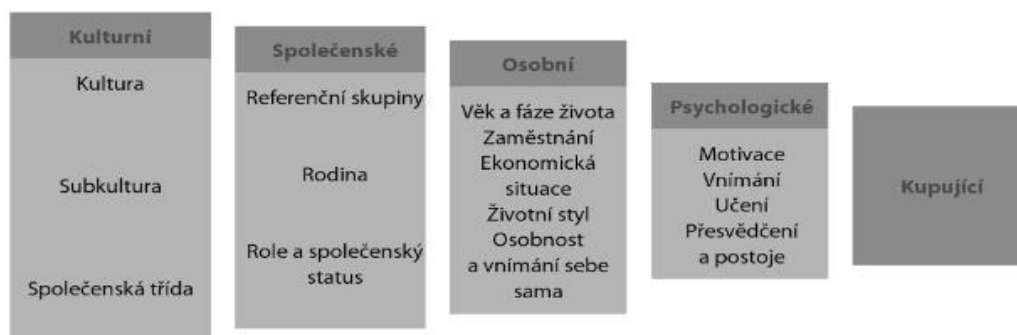 Kulturní
Kultura
Subkultura
Společenská třída
Společenské
Referenční skupiny
Rodina
Role a společenský
status
Osobní
Věk a fáze života
Zaměstnání
Ekonomická
situace
Životní styl
Osobnost
a vnímání sebe
sama
Psychologické
Motivace
Vnímání
Učení
Přesvědčení
a postoje
Kupující